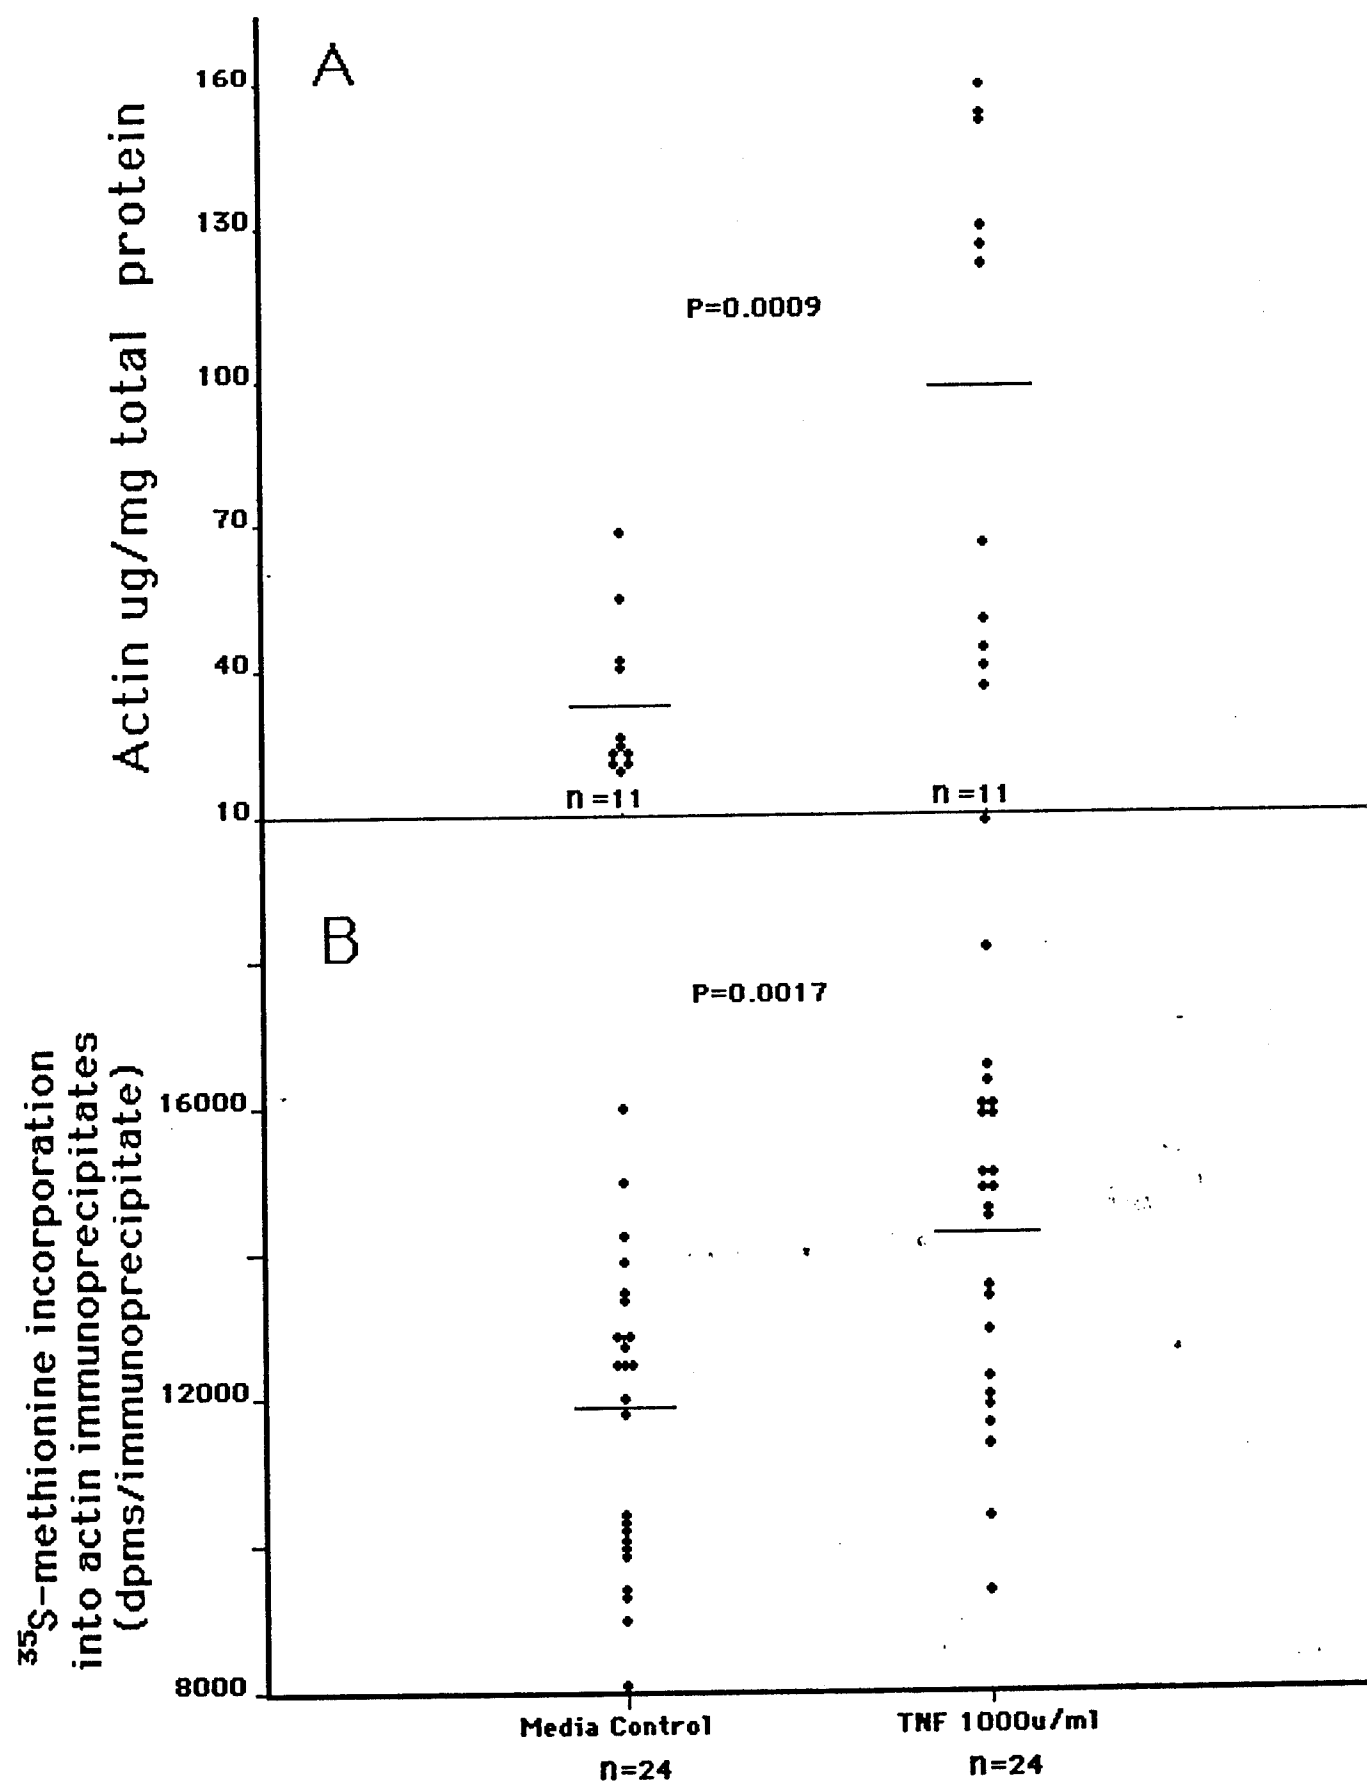 A
160
130
100
70
40
10
Actin ug/mg total protein
P=0.0009
n=11
n=11
B
P=0.0017
16000
12000
8000
35S-methionine incorporation
into actin immunoprecipitates
(dpms/immunoprecipitate)
Media Control
n=24
TNF 1000u/ml
n=24